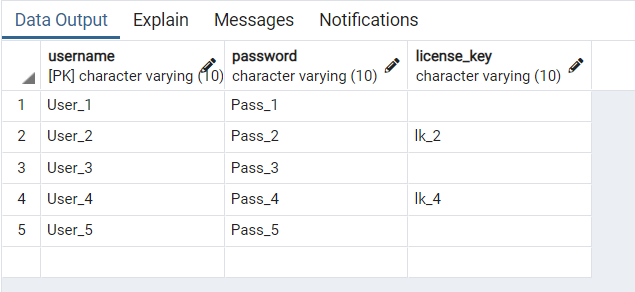 Data Output Explain Messages Notifications
username password license_key
[PK] character varying (10) character varying (10) character varying (10)
1 User_1 Pass_1
2 User_2 Pass_2 lk_2
3 User_3 Pass_3
4 User_4 Pass_4 lk_4
5 User_5 Pass_5